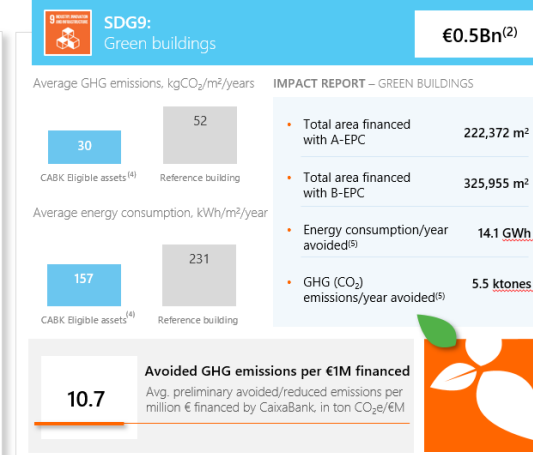 9 INDUSTRY, INNOVATION AND INFRASTRUCTURE
SDG9:
Green buildings
€0.5Bn(2)
Average GHG emissions, kgCO₂/m²/years
52
30
CABK Eligible assets (4)
Reference building
Average energy consumption, kWh/m²/year
231
157
CABK Eligible assets(4)
Reference building
IMPACT REPORT – GREEN BUILDINGS
• Total area financed
with A-EPC
222,372 m²
• Total area financed
with B-EPC
325,955 m²
• Energy consumption/year
avoided(5)
14.1 GWh
• GHG (CO₂)
emissions/year avoided(5)
5.5 ktones
10.7
Avoided GHG emissions per €1M financed
Avg. preliminary avoided/reduced emissions per
million € financed by CaixaBank, in ton CO₂e/€M